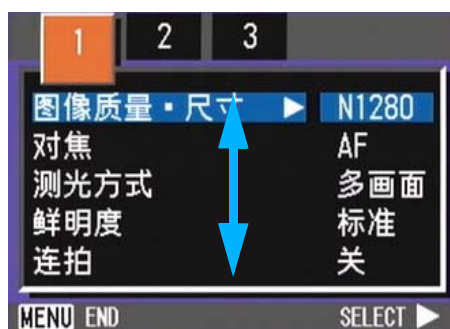 1 2 3
图像质量・尺寸 ▶ N1280
对焦 AF
测光方式 多画面
鲜明度 标准
连拍 关
MENU END SELECT ▶